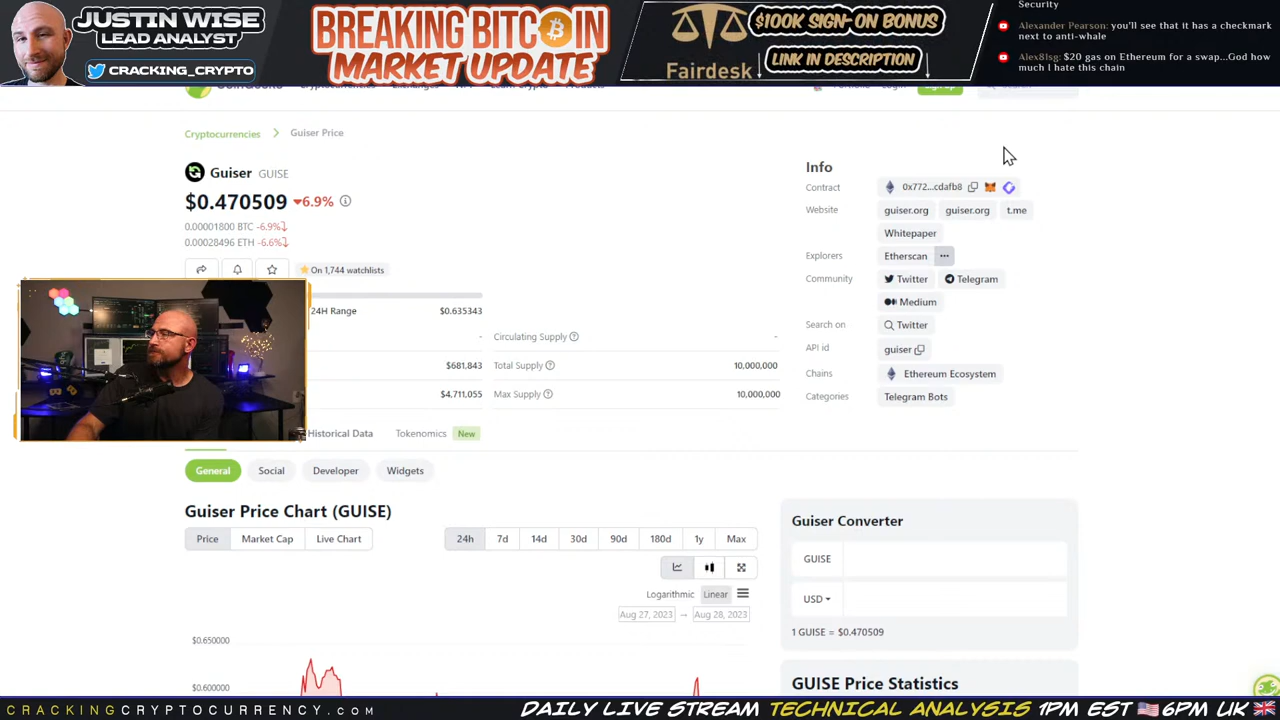 JUSTIN WISE
LEAD ANALYST
CRACKING_CRYPTO
BREAKING BITCOIN
MARKET UPDATE
Fairdesk
$100K SIGN-ON BONUS
LINK IN DESCRIPTION
Security
Alexander Pearson: you'll see that it has a checkmark
next to anti-whale
Alex8lsg: $20 gas on Ethereum for a swap...God how
much I hate this chain
Cryptocurrencies > Guiser Price
Guiser GUISE
$0.470509 6.9%
0.00001800 BTC -6.9%
0.00028496 ETH -6.6%
On 1,744 watchlists
24H Range $0.635343
- Circulating Supply -
$681,843 Total Supply 10,000,000
$4,711,055 Max Supply 10,000,000
Info
Contract 0x772...cdafb8
Website guiser.org guiser.org t.me
Whitepaper
Explorers Etherscan ...
Community Twitter Telegram
Medium
Search on Twitter
API id guiser
Chains Ethereum Ecosystem
Categories Telegram Bots
Historical Data Tokenomics New
General Social Developer Widgets
Guiser Price Chart (GUISE)
Price Market Cap Live Chart
24h 7d 14d 30d 90d 180d 1y Max
Logarithmic Linear
Aug 27, 2023 → Aug 28, 2023
$0.650000
$0.600000
Guiser Converter
GUISE
USD
1 GUISE = $0.470509
GUISE Price Statistics
CRACKINGCRYPTOCURRENCY.com
DAILY LIVE STREAM TECHNICAL ANALYSIS 1PM EST 6PM UK